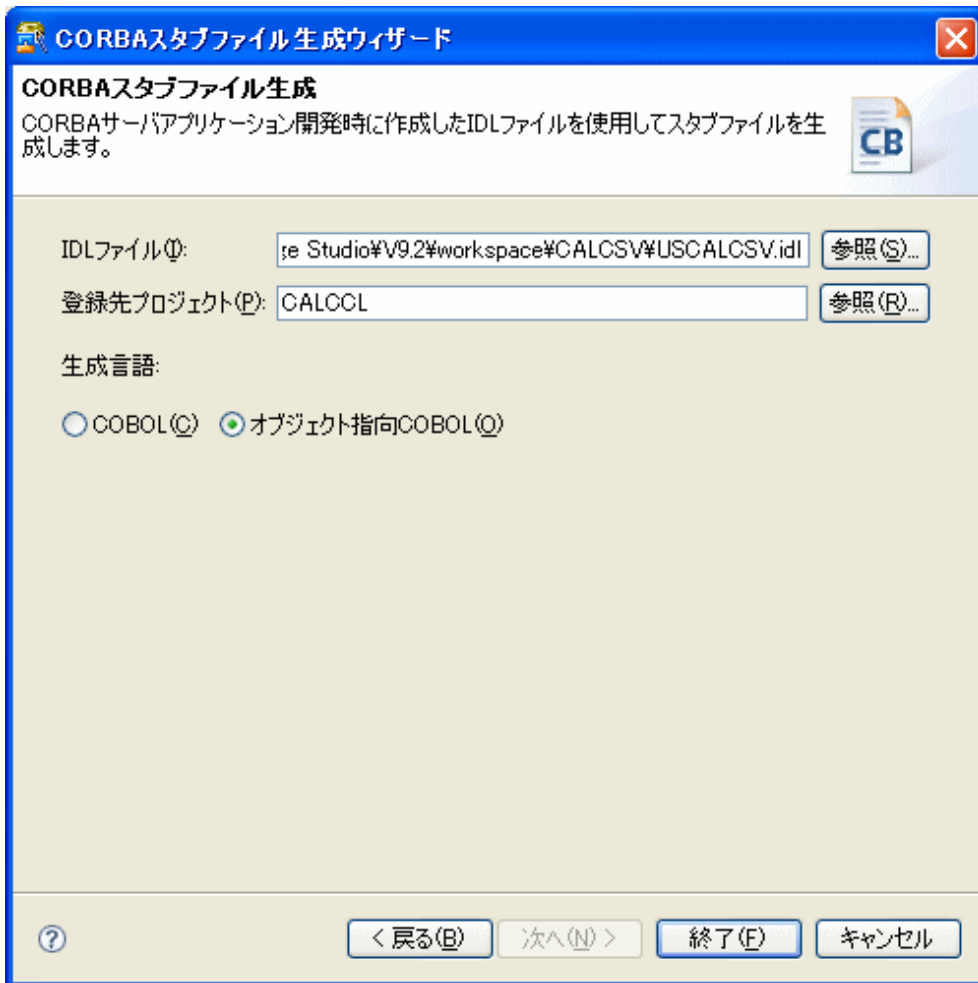 CORBAスタブファイル生成ウィザード
CORBAスタブファイル生成
CORBAサーバアプリケーション開発時に作成したIDLファイルを使用してスタブファイルを生
成します。
CB
IDLファイル(I): ge Studio¥V9.2¥workspace¥CALCSV¥USCALCSV.idl 参照(S)...
登録先プロジェクト(P): CALCCL 参照(R)...
生成言語:
COBOL(C) オブジェクト指向COBOL(O)
? < 戻る(B) 次へ(N) > 終了(F) キャンセル